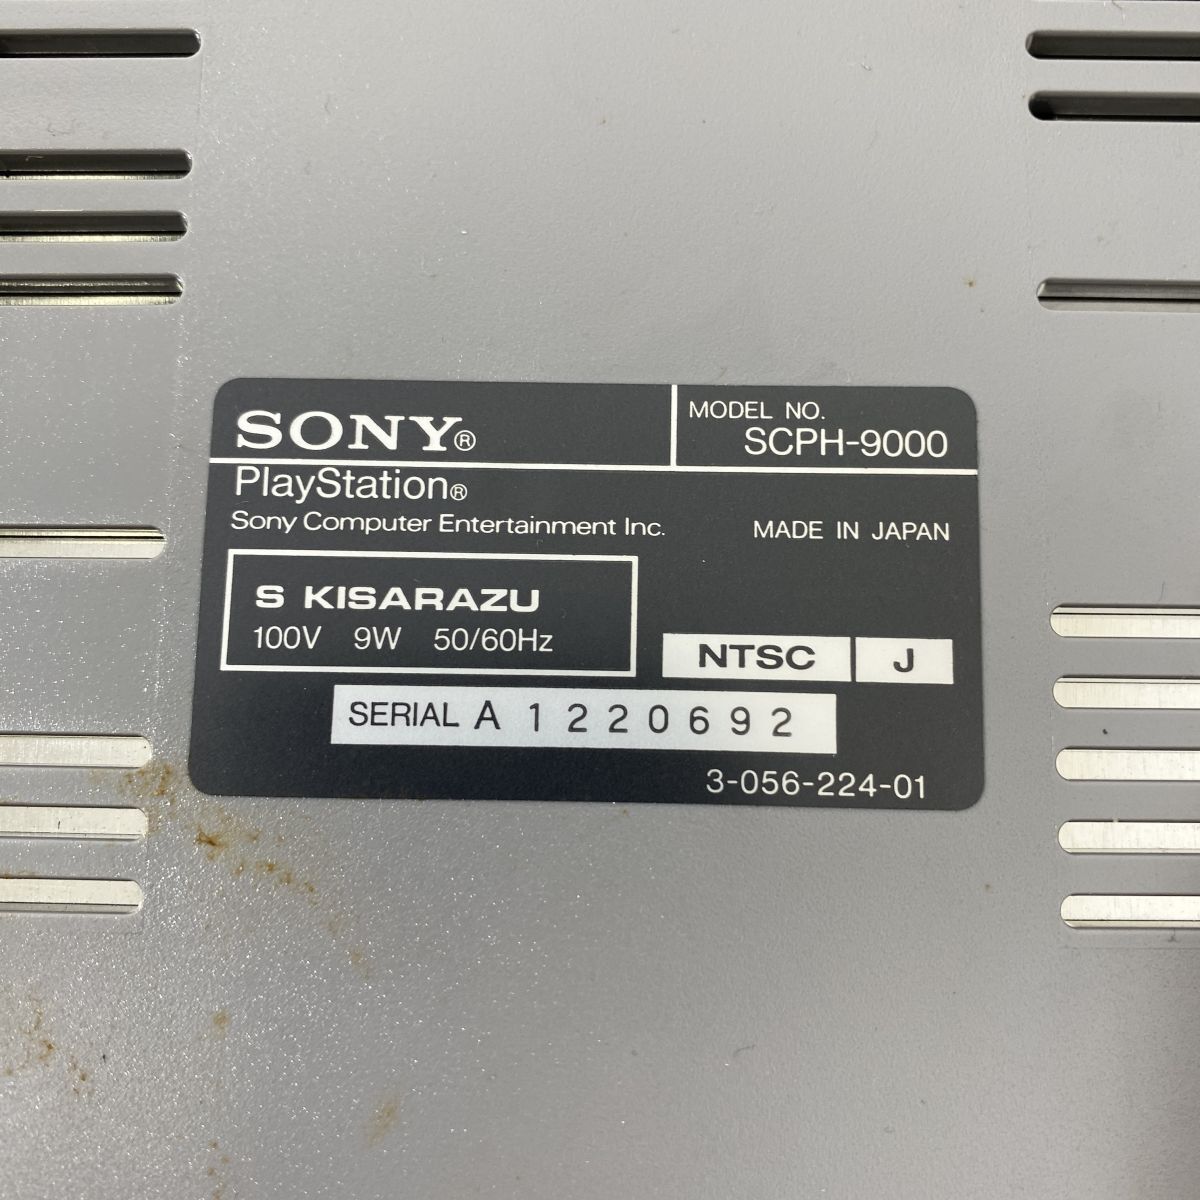 SONY®
MODEL NO.
SCPH-9000
PlayStation®
Sony Computer Entertainment Inc.
MADE IN JAPAN
S KISARAZU
100V 9W 50/60Hz
NTSC J
SERIAL A 1220692
3-056-224-01